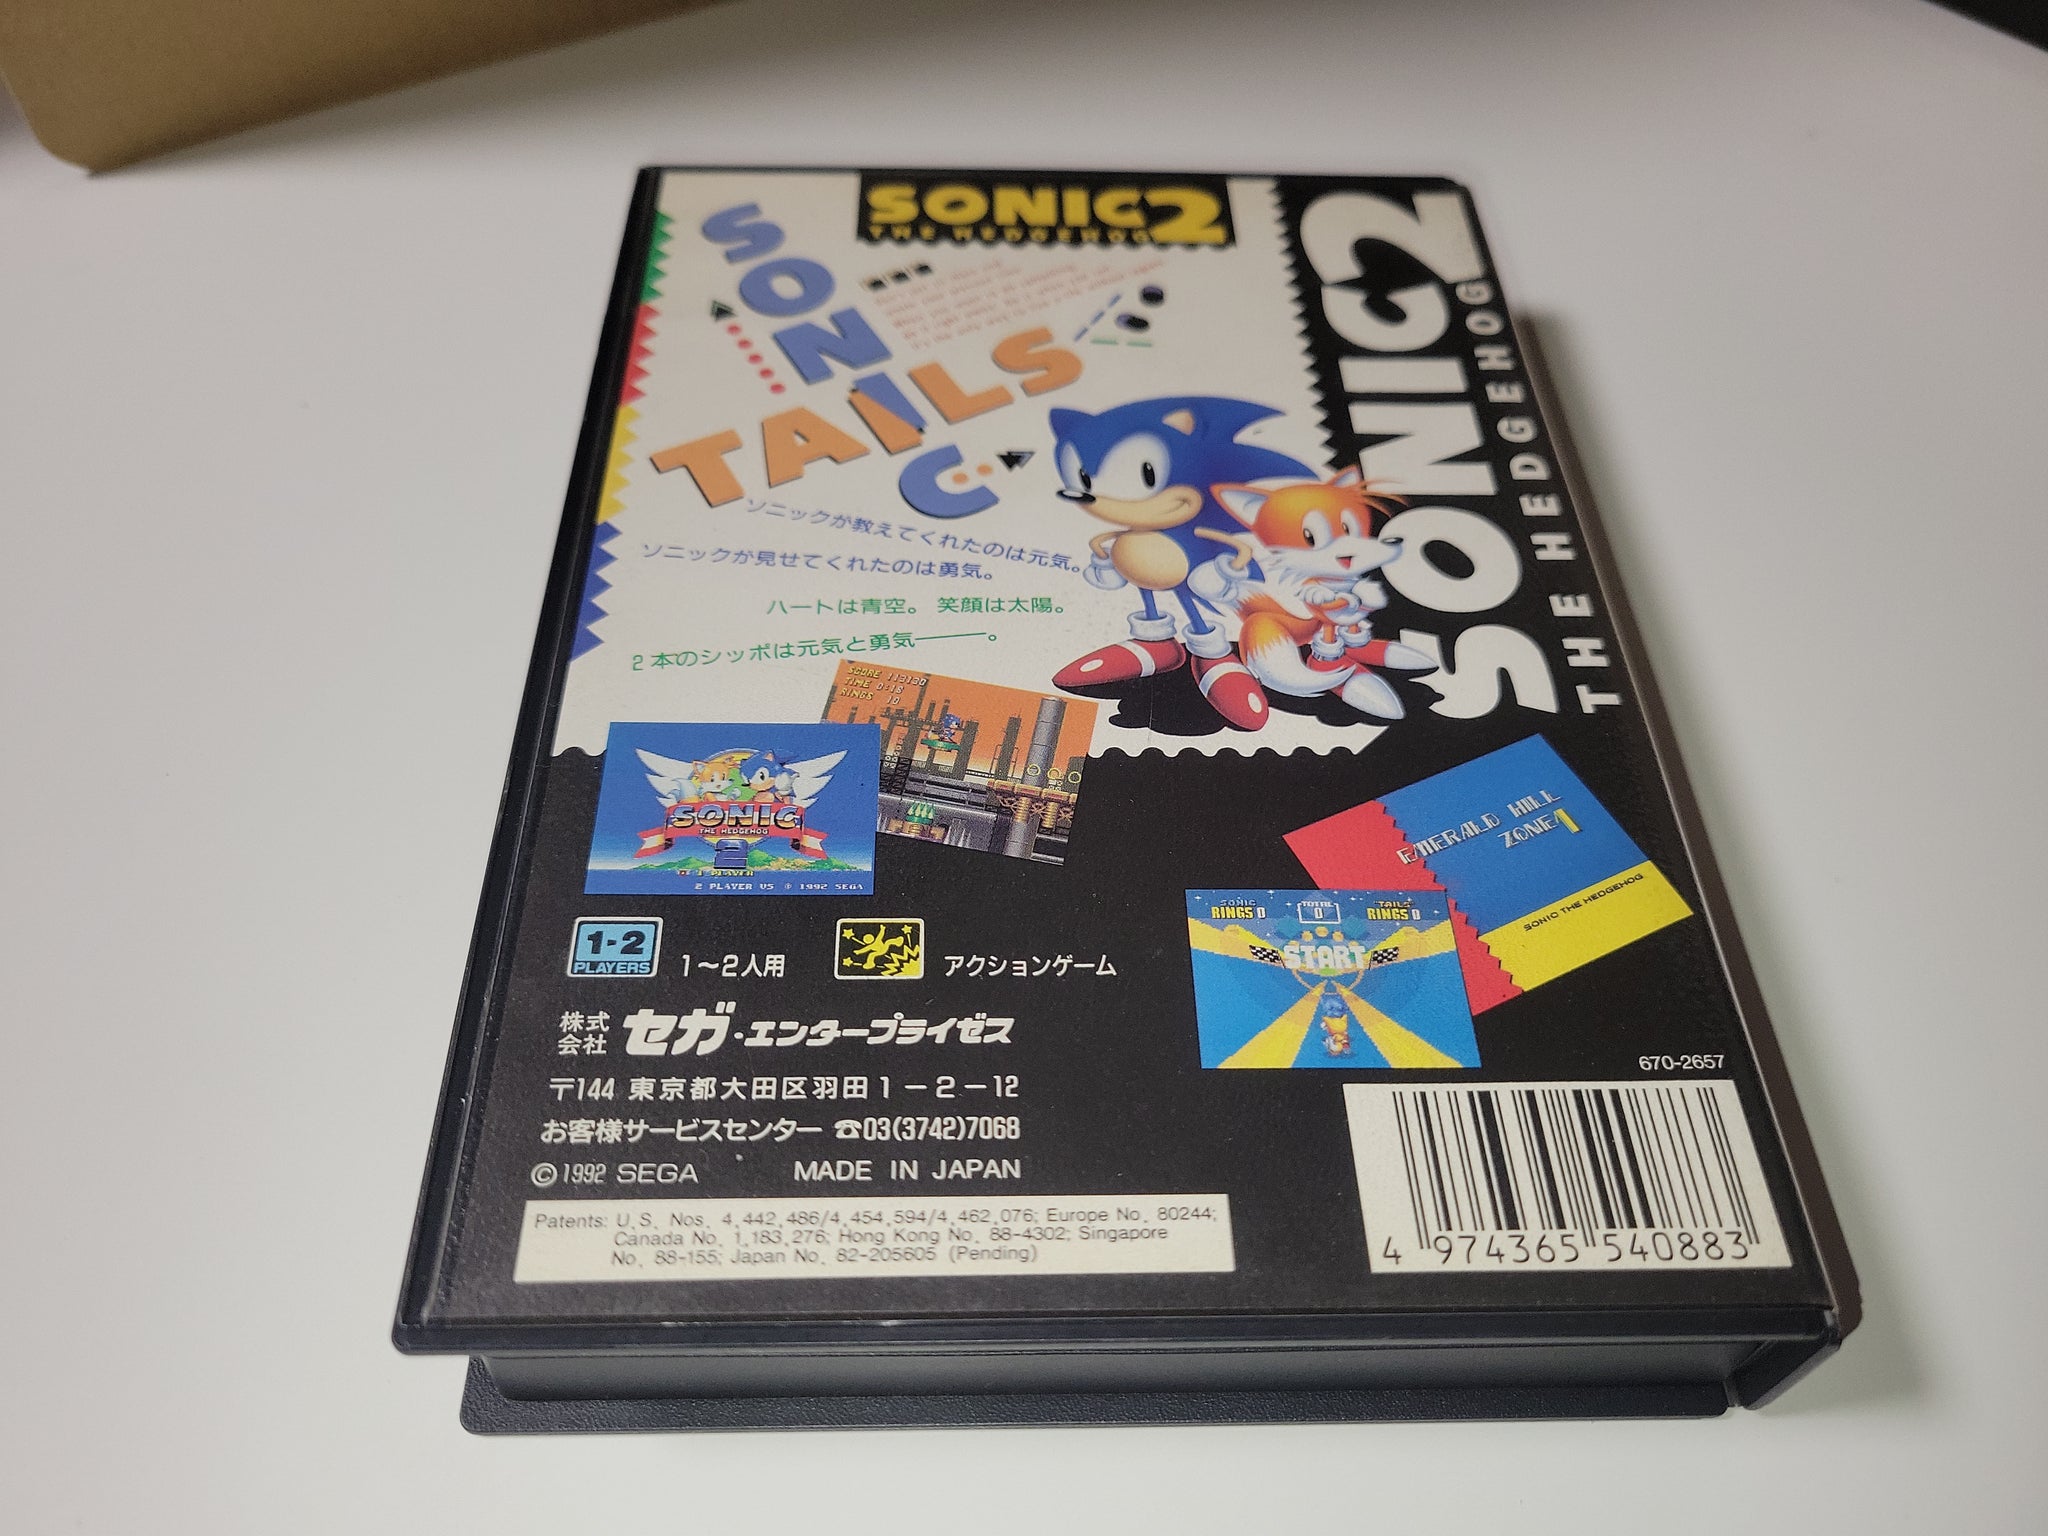 SONIC 2
THE HEDGEHOG
SONIC
TAILS
ソニックが教えてくれたのは元気。
ソニックが見せてくれたのは勇気。
ハートは青空。 笑顔は太陽。
2本のシッポは元気と勇気───。
SONIC 2
THE HEDGEHOG
SCORE 113130
TIME 0:18
RINGS 10
SONIC
THE HEDGEHOG
2
1 PLAYER
2 PLAYER VS © 1992 SEGA
EMERALD HILL
ZONE 1
SONIC THE HEDGEHOG
SONIC
RINGS 0
TOTAL
0
TAILS
RINGS 0
START
1-2
PLAYERS
1〜2人用
アクションゲーム
株式会社 セガ・エンタープライゼス
〒144 東京都大田区羽田1-2-12
お客様サービスセンター ☎03(3742)7068
©1992 SEGA MADE IN JAPAN
Patents: U.S. Nos. 4,442,486/4,454,594/4,462,076; Europe No. 80244;
Canada No. 1,183,276; Hong Kong No. 88-4302; Singapore
No. 88-155; Japan No. 82-205605 (Pending)
670-2657
4 974365 540883